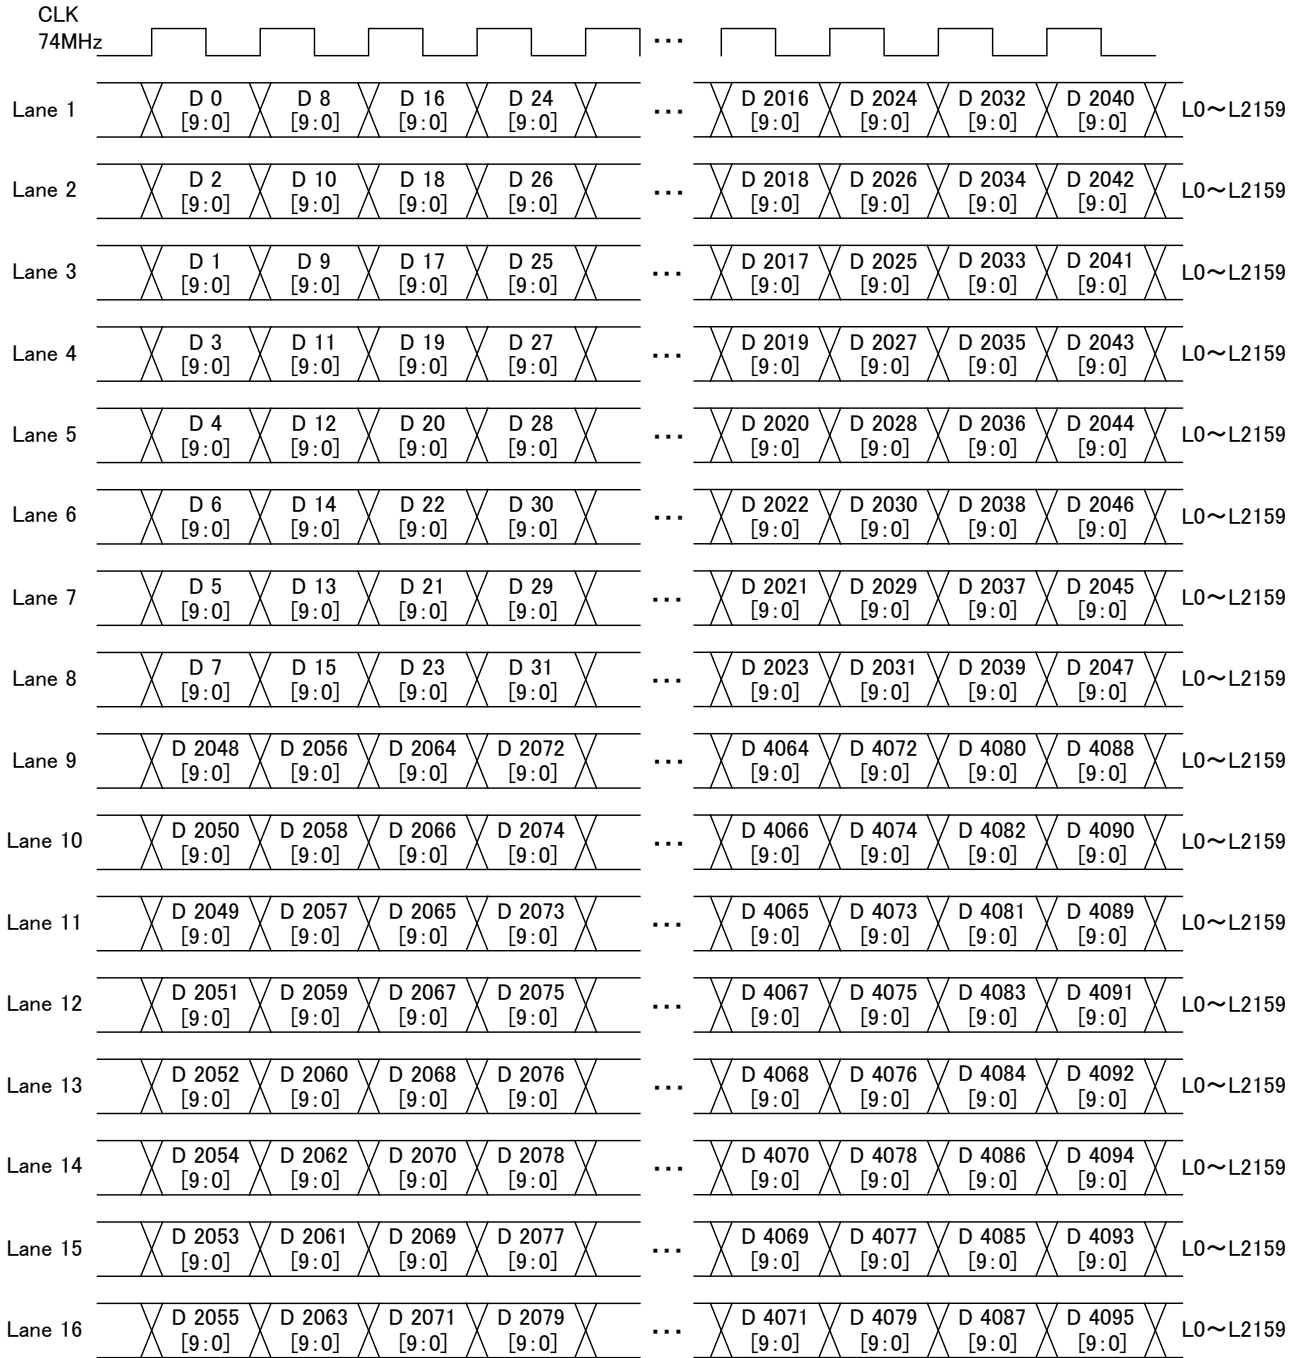 CLK
74MHz
...
Lane 1 D 0 D 8 D 16 D 24 ... D 2016 D 2024 D 2032 D 2040 L0～L2159
[9:0] [9:0] [9:0] [9:0] [9:0] [9:0] [9:0] [9:0]
Lane 2 D 2 D 10 D 18 D 26 ... D 2018 D 2026 D 2034 D 2042 L0～L2159
[9:0] [9:0] [9:0] [9:0] [9:0] [9:0] [9:0] [9:0]
Lane 3 D 1 D 9 D 17 D 25 ... D 2017 D 2025 D 2033 D 2041 L0～L2159
[9:0] [9:0] [9:0] [9:0] [9:0] [9:0] [9:0] [9:0]
Lane 4 D 3 D 11 D 19 D 27 ... D 2019 D 2027 D 2035 D 2043 L0～L2159
[9:0] [9:0] [9:0] [9:0] [9:0] [9:0] [9:0] [9:0]
Lane 5 D 4 D 12 D 20 D 28 ... D 2020 D 2028 D 2036 D 2044 L0～L2159
[9:0] [9:0] [9:0] [9:0] [9:0] [9:0] [9:0] [9:0]
Lane 6 D 6 D 14 D 22 D 30 ... D 2022 D 2030 D 2038 D 2046 L0～L2159
[9:0] [9:0] [9:0] [9:0] [9:0] [9:0] [9:0] [9:0]
Lane 7 D 5 D 13 D 21 D 29 ... D 2021 D 2029 D 2037 D 2045 L0～L2159
[9:0] [9:0] [9:0] [9:0] [9:0] [9:0] [9:0] [9:0]
Lane 8 D 7 D 15 D 23 D 31 ... D 2023 D 2031 D 2039 D 2047 L0～L2159
[9:0] [9:0] [9:0] [9:0] [9:0] [9:0] [9:0] [9:0]
Lane 9 D 2048 D 2056 D 2064 D 2072 ... D 4064 D 4072 D 4080 D 4088 L0～L2159
[9:0] [9:0] [9:0] [9:0] [9:0] [9:0] [9:0] [9:0]
Lane 10 D 2050 D 2058 D 2066 D 2074 ... D 4066 D 4074 D 4082 D 4090 L0～L2159
[9:0] [9:0] [9:0] [9:0] [9:0] [9:0] [9:0] [9:0]
Lane 11 D 2049 D 2057 D 2065 D 2073 ... D 4065 D 4073 D 4081 D 4089 L0～L2159
[9:0] [9:0] [9:0] [9:0] [9:0] [9:0] [9:0] [9:0]
Lane 12 D 2051 D 2059 D 2067 D 2075 ... D 4067 D 4075 D 4083 D 4091 L0～L2159
[9:0] [9:0] [9:0] [9:0] [9:0] [9:0] [9:0] [9:0]
Lane 13 D 2052 D 2060 D 2068 D 2076 ... D 4068 D 4076 D 4084 D 4092 L0～L2159
[9:0] [9:0] [9:0] [9:0] [9:0] [9:0] [9:0] [9:0]
Lane 14 D 2054 D 2062 D 2070 D 2078 ... D 4070 D 4078 D 4086 D 4094 L0～L2159
[9:0] [9:0] [9:0] [9:0] [9:0] [9:0] [9:0] [9:0]
Lane 15 D 2053 D 2061 D 2069 D 2077 ... D 4069 D 4077 D 4085 D 4093 L0～L2159
[9:0] [9:0] [9:0] [9:0] [9:0] [9:0] [9:0] [9:0]
Lane 16 D 2055 D 2063 D 2071 D 2079 ... D 4071 D 4079 D 4087 D 4095 L0～L2159
[9:0] [9:0] [9:0] [9:0] [9:0] [9:0] [9:0] [9:0]